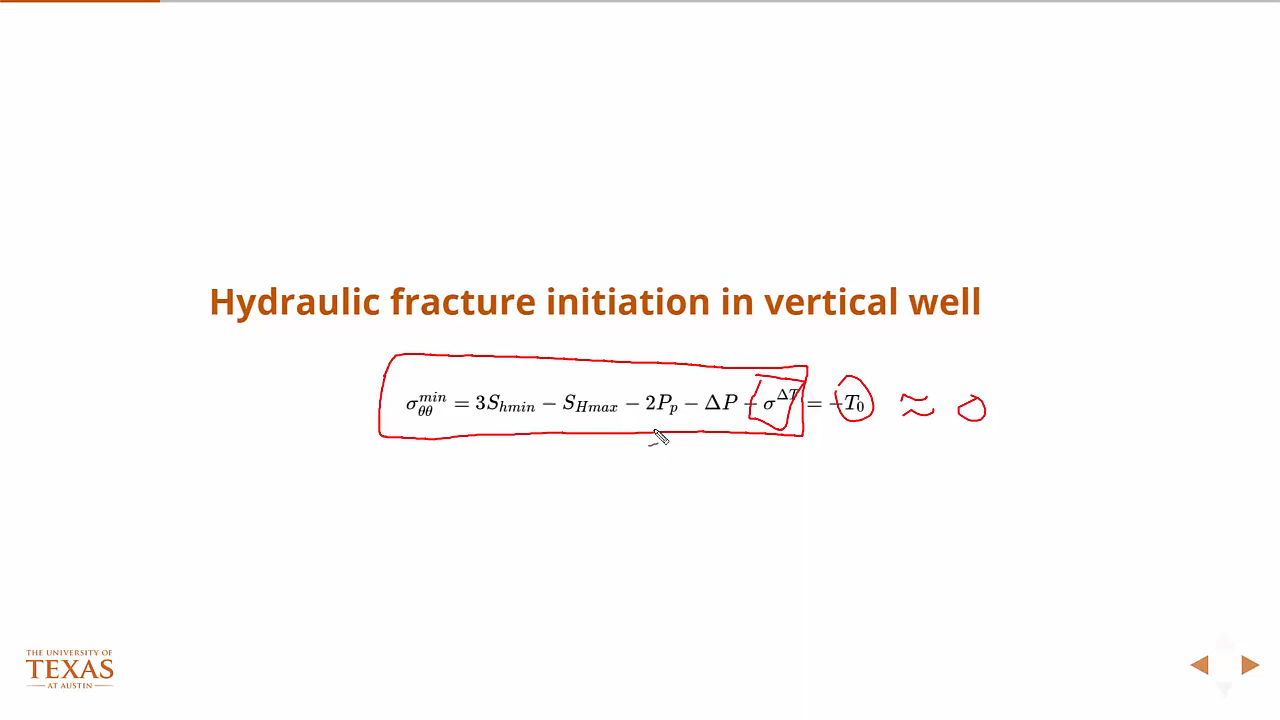 Hydraulic fracture initiation in vertical well
σ_θθ^min = 3S_hmin − S_Hmax − 2P_p − ΔP − σ^ΔT = −T_0 ≈ 0
THE UNIVERSITY OF
TEXAS
AT AUSTIN